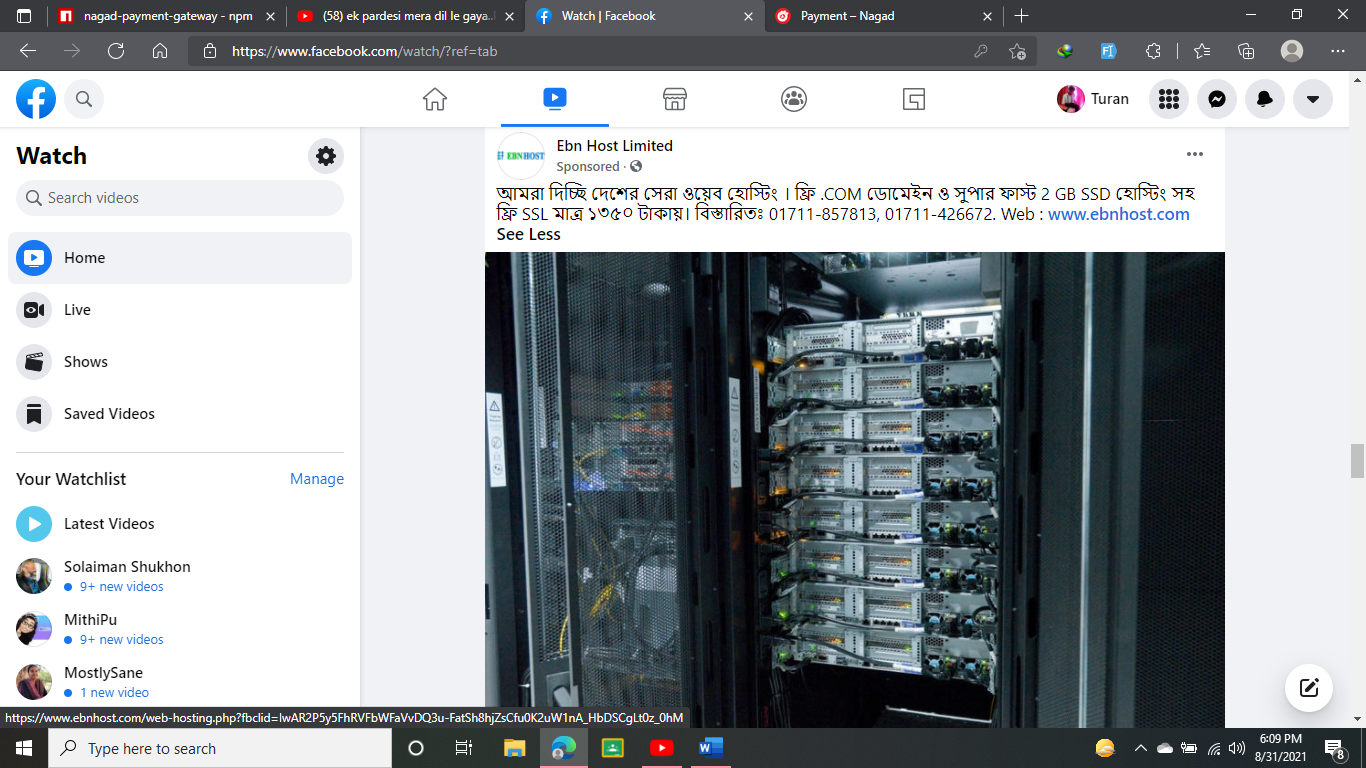 nagad-payment-gateway - npm
(58) ek pardesi mera dil le gaya..
Watch | Facebook
Payment – Nagad
https://www.facebook.com/watch/?ref=tab
Turan
Watch
Search videos
Home
Live
Shows
Saved Videos
Your Watchlist
Manage
Latest Videos
Solaiman Shukhon
9+ new videos
MithiPu
9+ new videos
MostlySane
1 new video
EBNHOST
Ebn Host Limited
Sponsored ·
আমরা দিচ্ছি দেশের সেরা ওয়েব হোস্টিং । ফ্রি .COM ডোমেইন ও সুপার ফাস্ট 2 GB SSD হোস্টিং সহ
ফ্রি SSL মাত্র ১৩৫০ টাকায়। বিস্তারিতঃ 01711-857813, 01711-426672. Web : www.ebnhost.com
See Less
https://www.ebnhost.com/web-hosting.php?fbclid=IwAR2P5y5FhRVFbWFaVvDQ3u-FatSh8hjZsCfu0K2uW1nA_HbDSCgLt0z_0hM
Type here to search
6:09 PM
8/31/2021
8